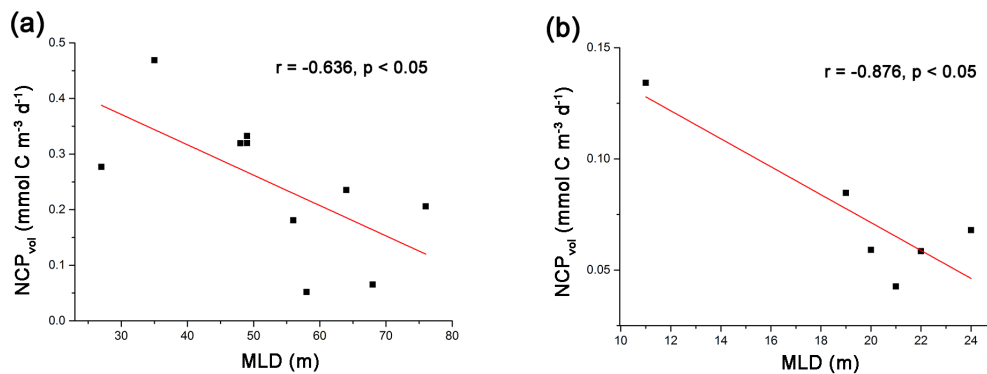 (a)
r = -0.636, p < 0.05
NCPvol (mmol C m-3 d-1)
0.5
0.4
0.3
0.2
0.1
0.0
30 40 50 60 70 80
MLD (m)
(b)
r = -0.876, p < 0.05
NCPvol (mmol C m-3 d-1)
0.15
0.10
0.05
10 12 14 16 18 20 22 24
MLD (m)